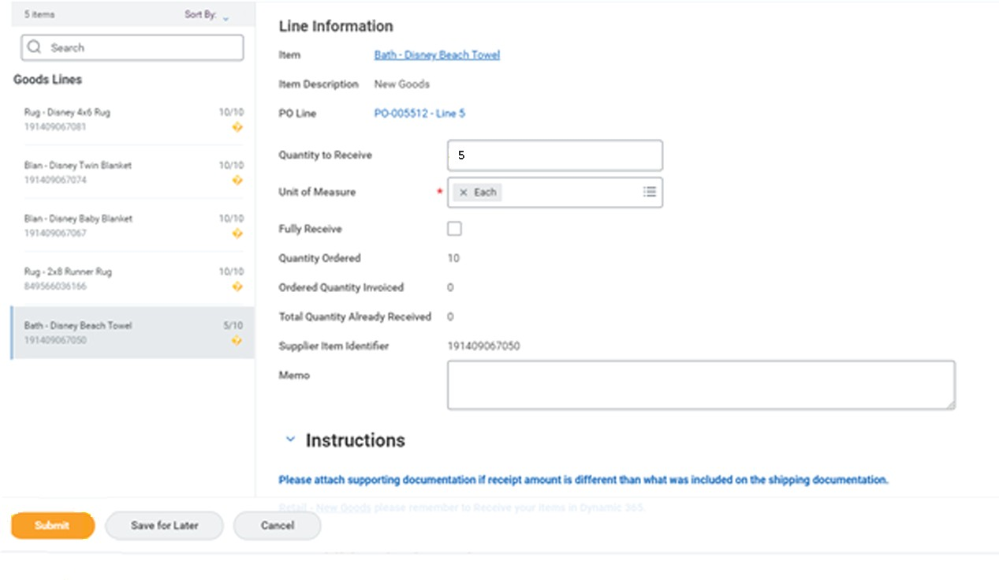 5 items
Sort By:
Search
Goods Lines
Rug - Disney 4x6 Rug 10/10
191409067081
Blan - Disney Twin Blanket 10/10
191409067074
Blan - Disney Baby Blanket 10/10
191409067067
Rug - 2x8 Runner Rug 10/10
849566036166
Bath - Disney Beach Towel 5/10
191409067050
Line Information
Item Bath - Disney Beach Towel
Item Description New Goods
PO Line PO-005512 - Line 5
Quantity to Receive 5
Unit of Measure * × Each
Fully Receive
Quantity Ordered 10
Ordered Quantity Invoiced 0
Total Quantity Already Received 0
Supplier Item Identifier 191409067050
Memo
Instructions
Please attach supporting documentation if receipt amount is different than what was included on the shipping documentation.
Retail - New Goods please remember to Receive your items in Dynamic 365.
Submit Save for Later Cancel